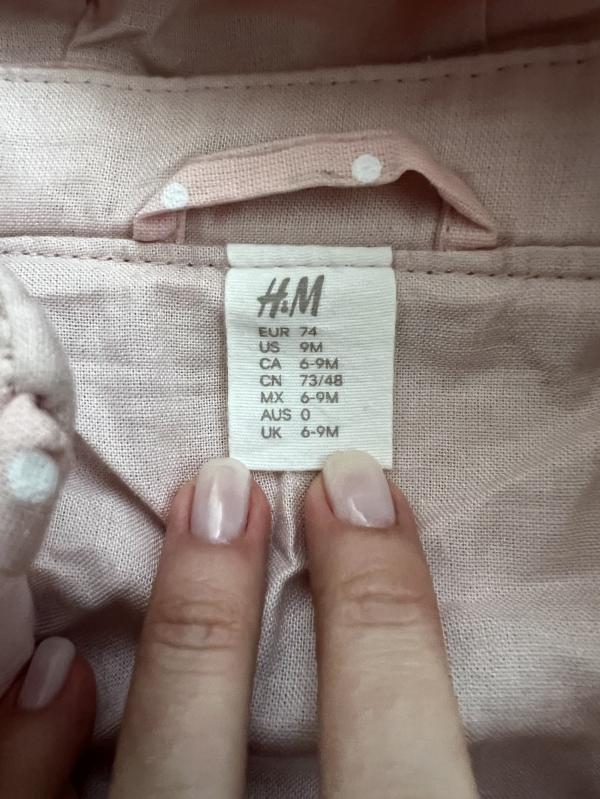 H&M
EUR 74
US 9M
CA 6-9M
CN 73/48
MX 6-9M
AUS 0
UK 6-9M